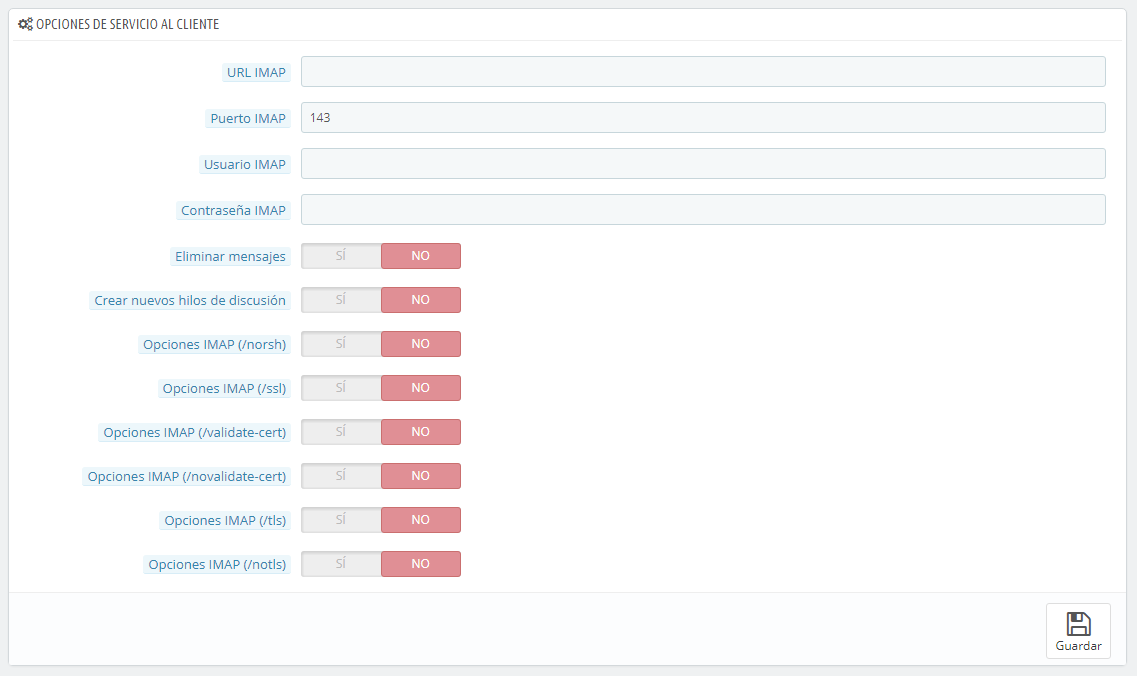 OPCIONES DE SERVICIO AL CLIENTE
URL IMAP
Puerto IMAP 143
Usuario IMAP
Contraseña IMAP
Eliminar mensajes SÍ NO
Crear nuevos hilos de discusión SÍ NO
Opciones IMAP (/norsh) SÍ NO
Opciones IMAP (/ssl) SÍ NO
Opciones IMAP (/validate-cert) SÍ NO
Opciones IMAP (/novalidate-cert) SÍ NO
Opciones IMAP (/tls) SÍ NO
Opciones IMAP (/notls) SÍ NO
Guardar